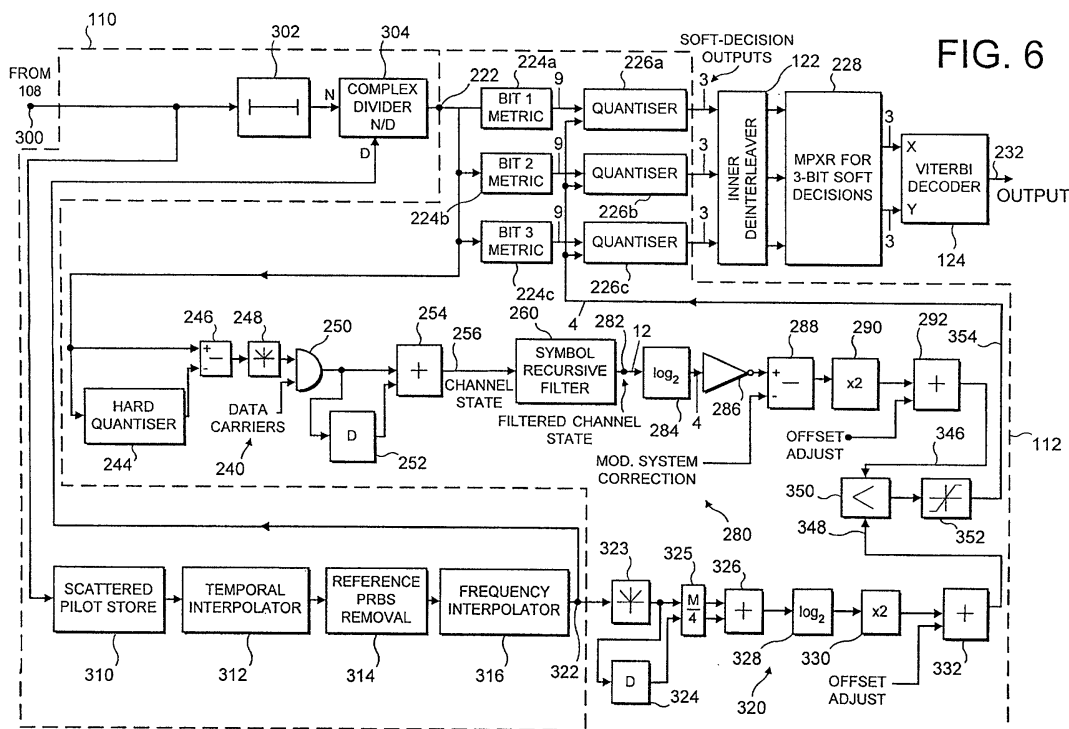 FIG. 6
110
302
304
FROM
108
300
N
COMPLEX
DIVIDER
N/D
D
222
224a
BIT 1
METRIC
9
226a
QUANTISER
SOFT-DECISION
OUTPUTS
3
122
228
BIT 2
METRIC
224b
9
QUANTISER
226b
3
BIT 3
METRIC
224c
9
QUANTISER
226c
3
INNER
DEINTERLEAVER
MPXR FOR
3-BIT SOFT
DECISIONS
3
3
X
VITERBI
DECODER
Y
124
232
OUTPUT
4
246
+
-
248
250
254
+
256
CHANNEL
STATE
260
SYMBOL
RECURSIVE
FILTER
282
12
FILTERED CHANNEL
STATE
log2
284
4
286
288
+
-
-
290
x2
292
+
354
HARD
QUANTISER
244
DATA
CARRIERS
240
D
252
OFFSET
ADJUST
346
112
MOD. SYSTEM
CORRECTION
280
350
<
348
352
SCATTERED
PILOT STORE
310
TEMPORAL
INTERPOLATOR
312
REFERENCE
PRBS
REMOVAL
314
FREQUENCY
INTERPOLATOR
316
322
323
325
M
4
326
+
D
324
log2
328
x2
330
+
332
320
OFFSET
ADJUST